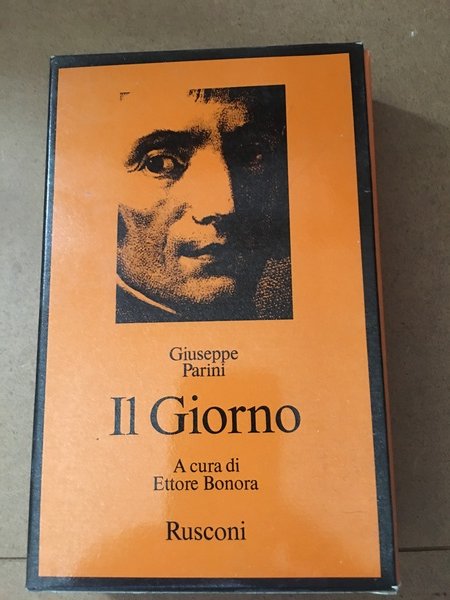 Giuseppe
Parini
Il Giorno
A cura di
Ettore Bonora
Rusconi